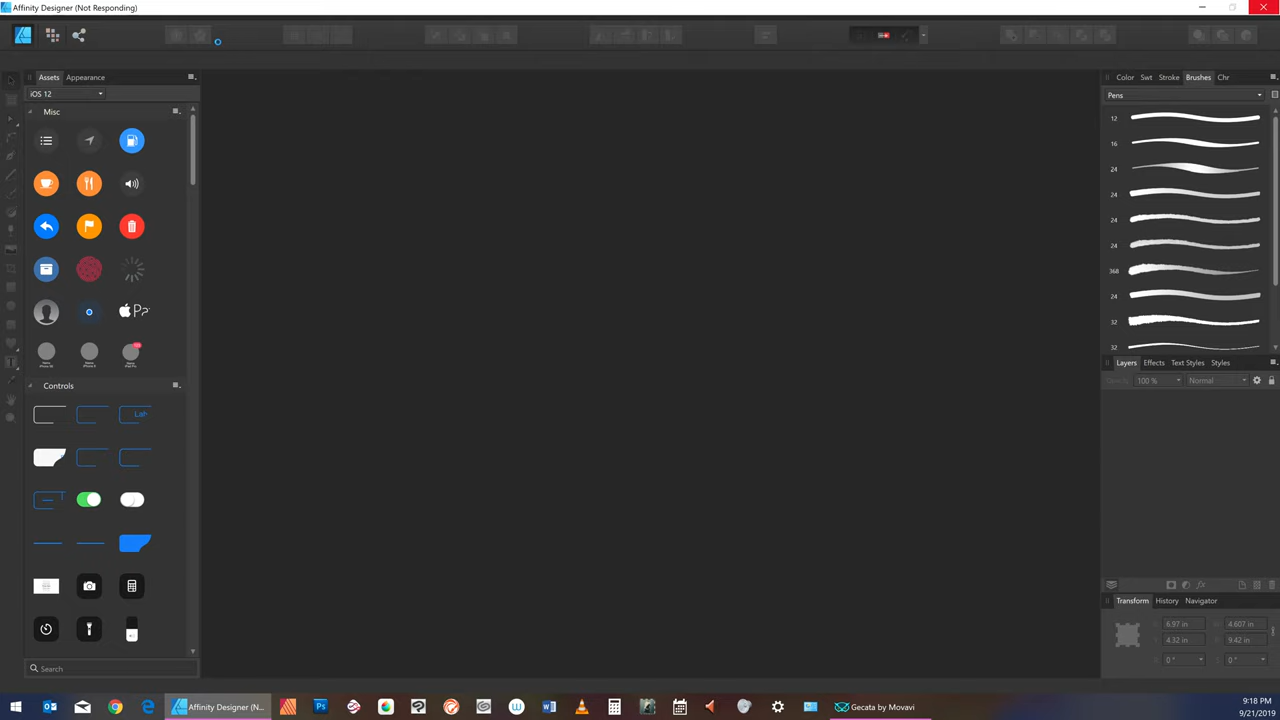 Affinity Designer (Not Responding)
Assets Appearance
iOS 12
Misc
Controls
Search
Color Swt Stroke Brushes Chr
Pens
12
16
24
24
24
24
368
24
32
32
Layers Effects Text Styles Styles
Opacity 100 % Normal
Transform History Navigator
6.97 in 4.607 in
4.32 in 9.42 in
0° 0°
Affinity Designer (N...
Gecata by Movavi
9:18 PM
9/21/2019